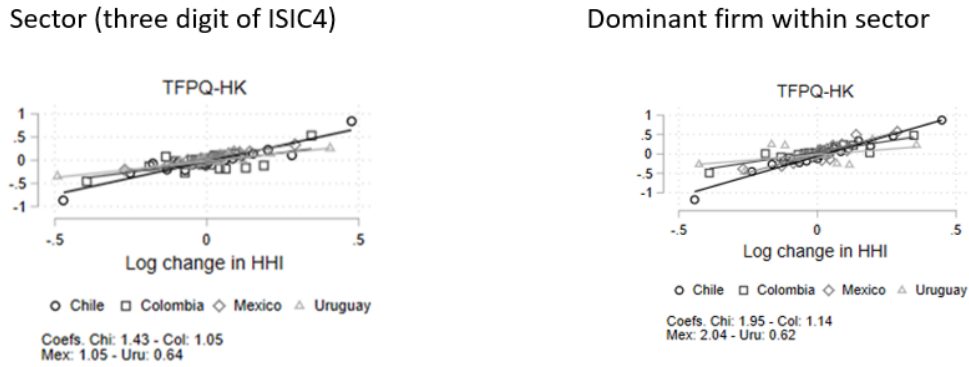 Sector (three digit of ISIC4)
TFPQ-HK
1
.5
0
-.5
-1
-.5
0
.5
Log change in HHI
Chile Colombia Mexico Uruguay
Coefs. Chi: 1.43 - Col: 1.05
Mex: 1.05 - Uru: 0.64
Dominant firm within sector
TFPQ-HK
1
.5
0
-.5
-1
-.5
0
.5
Log change in HHI
Chile Colombia Mexico Uruguay
Coefs. Chi: 1.95 - Col: 1.14
Mex: 2.04 - Uru: 0.62